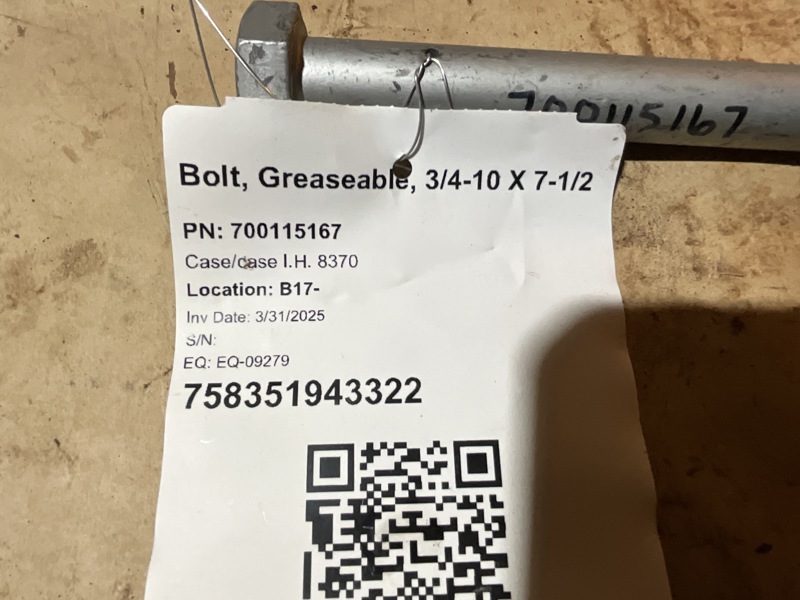 700115167
Bolt, Greaseable, 3/4-10 X 7-1/2
PN: 700115167
Case/case I.H. 8370
Location: B17-
Inv Date: 3/31/2025
S/N:
EQ: EQ-09279
758351943322